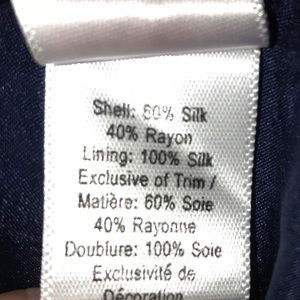 Shell: 60% Silk
40% Rayon
Lining: 100% Silk
Exclusive of Trim /
Matière: 60% Soie
40% Rayonne
Doublure: 100% Soie
Exclusivité de
Décoration